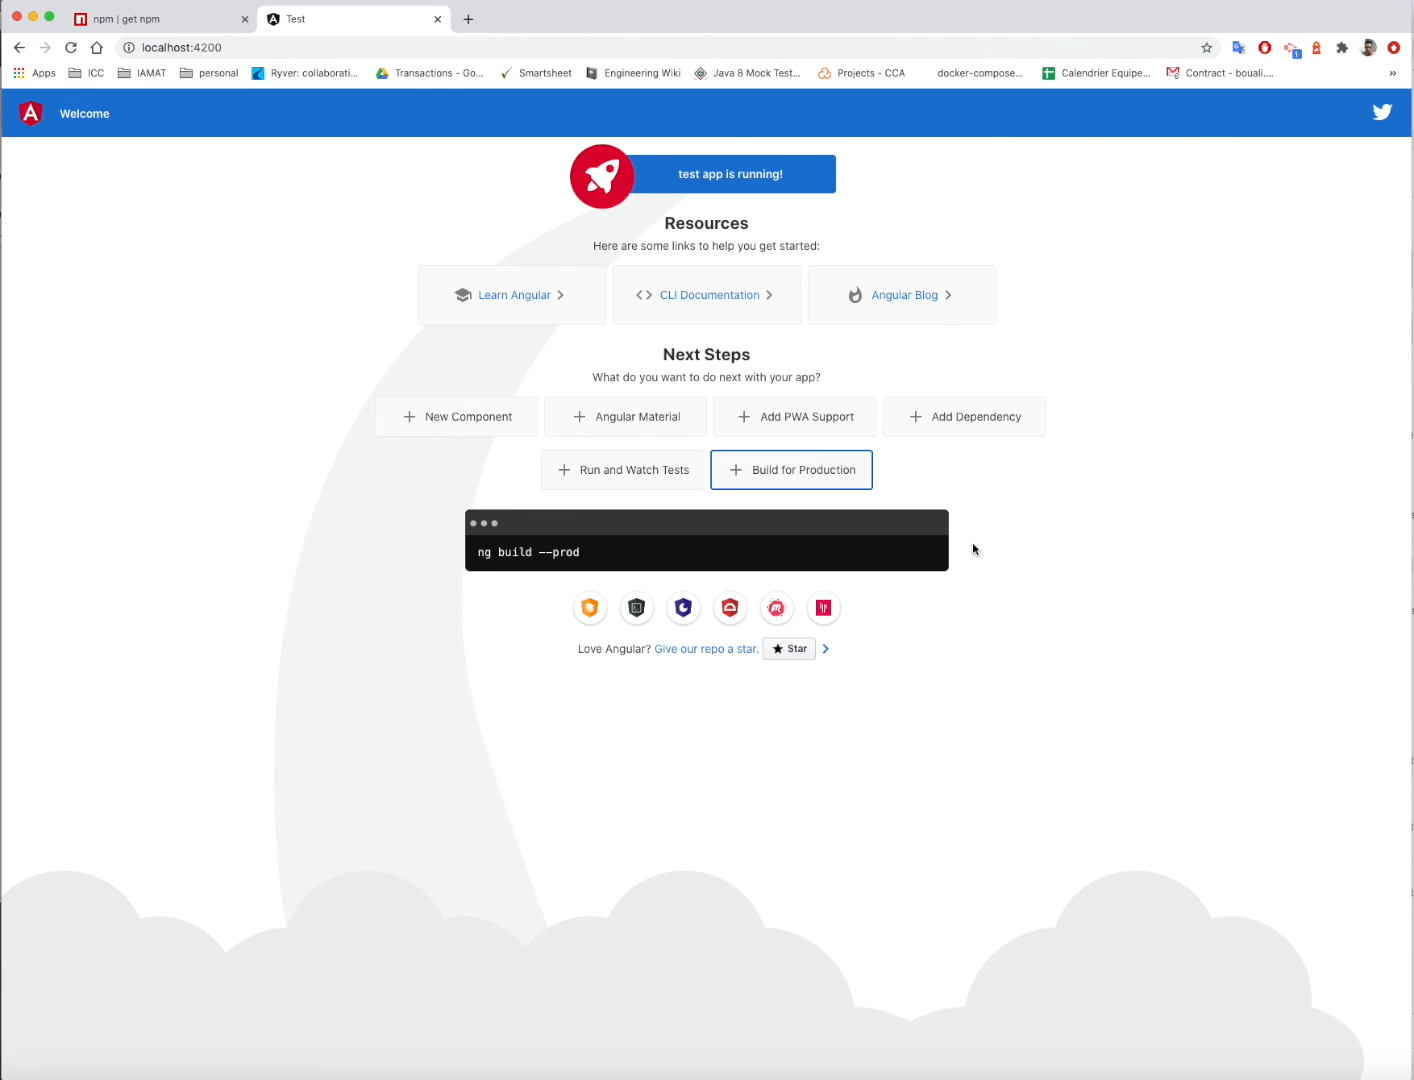 npm | get npm
Test
localhost:4200
Apps
ICC
IAMAT
personal
Ryver: collaborati...
Transactions - Go...
Smartsheet
Engineering Wiki
Java 8 Mock Test...
Projects - CCA
docker-compose...
Calendrier Equipe...
Contract - bouali....
»
Welcome
test app is running!
Resources
Here are some links to help you get started:
Learn Angular
CLI Documentation
Angular Blog
Next Steps
What do you want to do next with your app?
New Component
Angular Material
Add PWA Support
Add Dependency
Run and Watch Tests
Build for Production
ng build --prod
Love Angular? Give our repo a star. Star